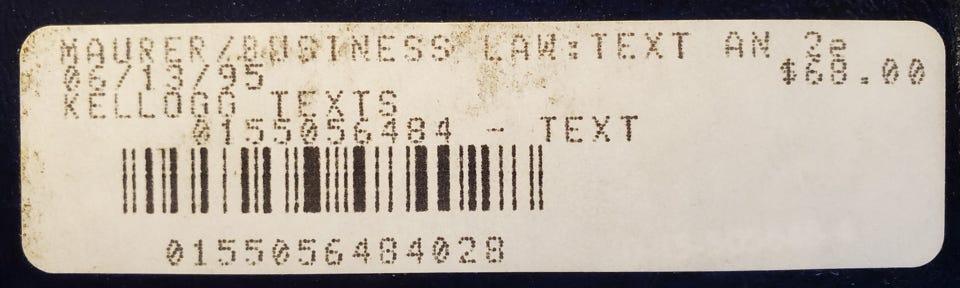 MAURER/BUSINESS LAW:TEXT AN 2e
06/13/95 $68.00
KELLOGG TEXTS
0155056484 - TEXT
0155056484028